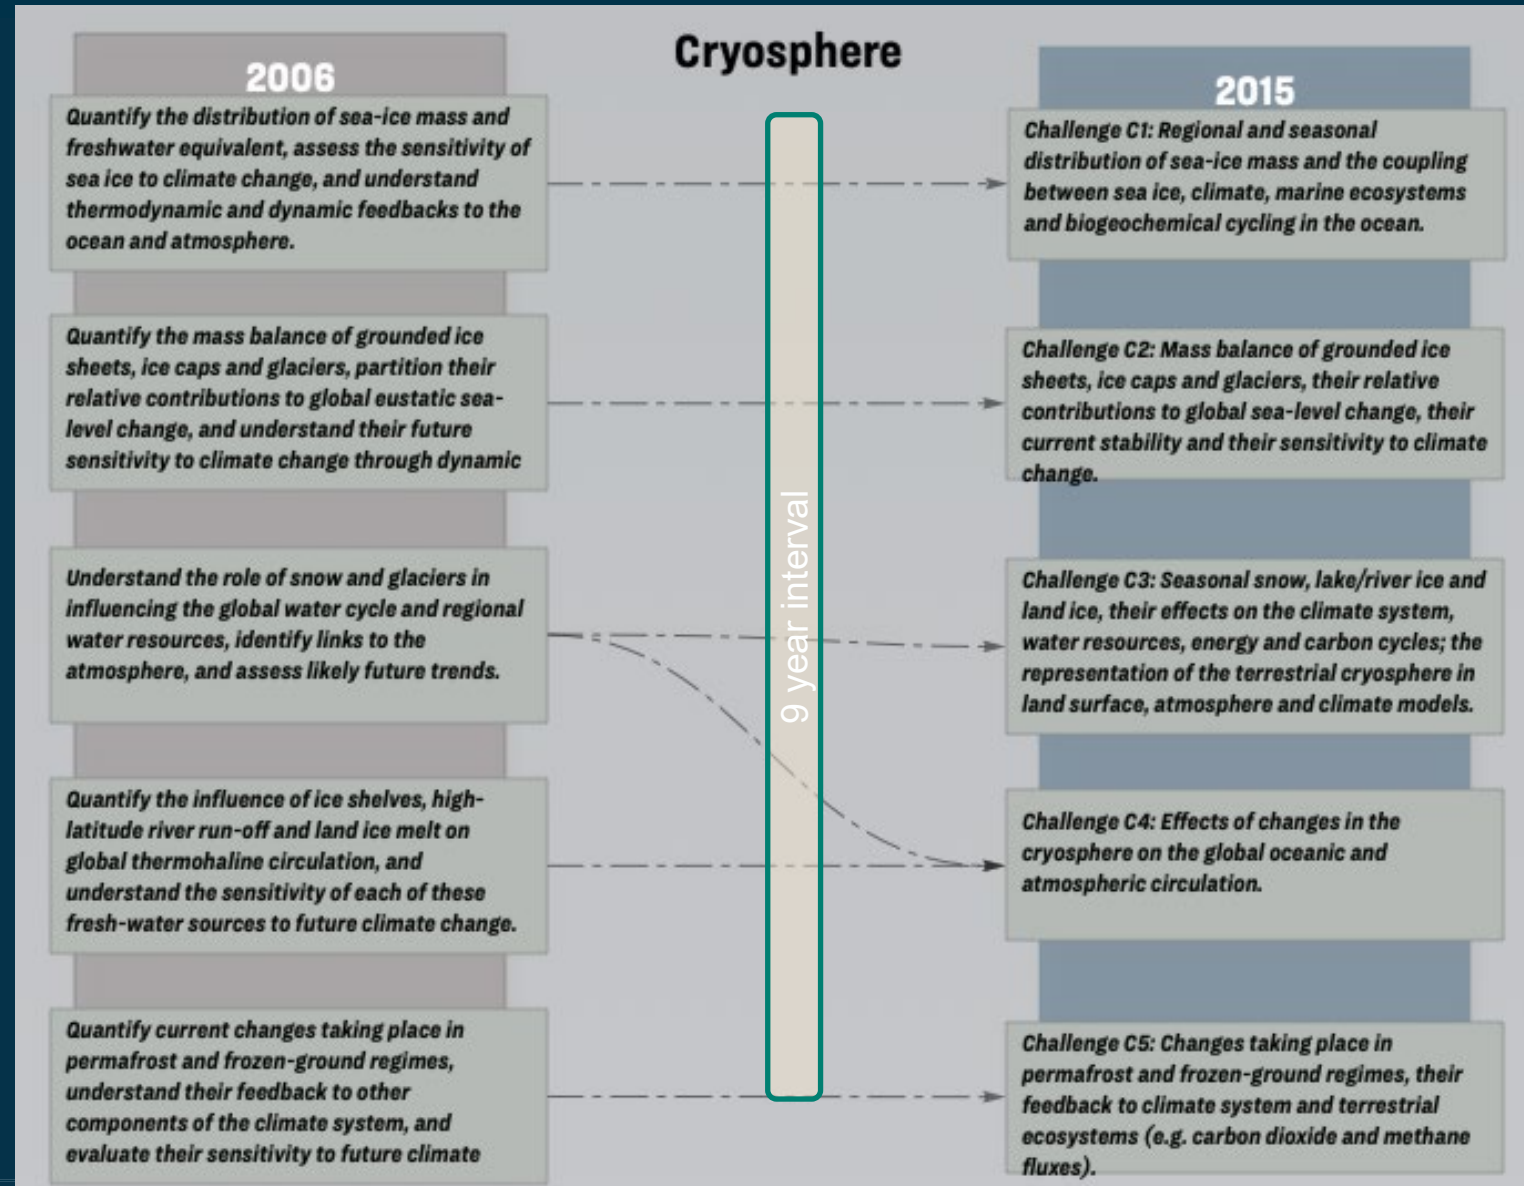 Cryosphere
2006
Quantify the distribution of sea-ice mass and
freshwater equivalent, assess the sensitivity of
sea ice to climate change, and understand
thermodynamic and dynamic feedbacks to the
ocean and atmosphere.
Quantify the mass balance of grounded ice
sheets, ice caps and glaciers, partition their
relative contributions to global eustatic sea-
level change, and understand their future
sensitivity to climate change through dynamic
Understand the role of snow and glaciers in
influencing the global water cycle and regional
water resources, identify links to the
atmosphere, and assess likely future trends.
Quantify the influence of ice shelves, high-
latitude river run-off and land ice melt on
global thermohaline circulation, and
understand the sensitivity of each of these
fresh-water sources to future climate change.
Quantify current changes taking place in
permafrost and frozen-ground regimes,
understand their feedback to other
components of the climate system, and
evaluate their sensitivity to future climate
9 year interval
2015
Challenge C1: Regional and seasonal
distribution of sea-ice mass and the coupling
between sea ice, climate, marine ecosystems
and biogeochemical cycling in the ocean.
Challenge C2: Mass balance of grounded ice
sheets, ice caps and glaciers, their relative
contributions to global sea-level change, their
current stability and their sensitivity to climate
change.
Challenge C3: Seasonal snow, lake/river ice and
land ice, their effects on the climate system,
water resources, energy and carbon cycles; the
representation of the terrestrial cryosphere in
land surface, atmosphere and climate models.
Challenge C4: Effects of changes in the
cryosphere on the global oceanic and
atmospheric circulation.
Challenge C5: Changes taking place in
permafrost and frozen-ground regimes, their
feedback to climate system and terrestrial
ecosystems (e.g. carbon dioxide and methane
fluxes).